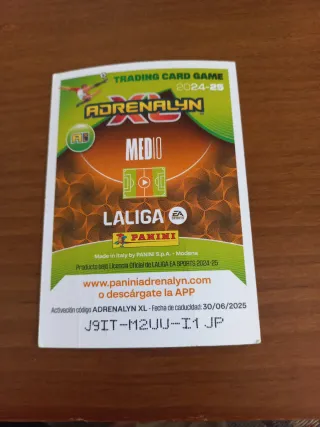 TRADING CARD GAME
2024-25
ADRENALYN
XL
MEDIO
LALIGA EA SPORTS
PANINI
Made in Italy by PANINI S.p.A. - Modena
Producto bajo Licencia Oficial de LALIGA EA SPORTS 2024-25
www.paniniadrenalyn.com
o descárgate la APP
Activación código ADRENALYN XL - Fecha de caducidad: 30/06/2025
J9IT-M2UU-I1JP